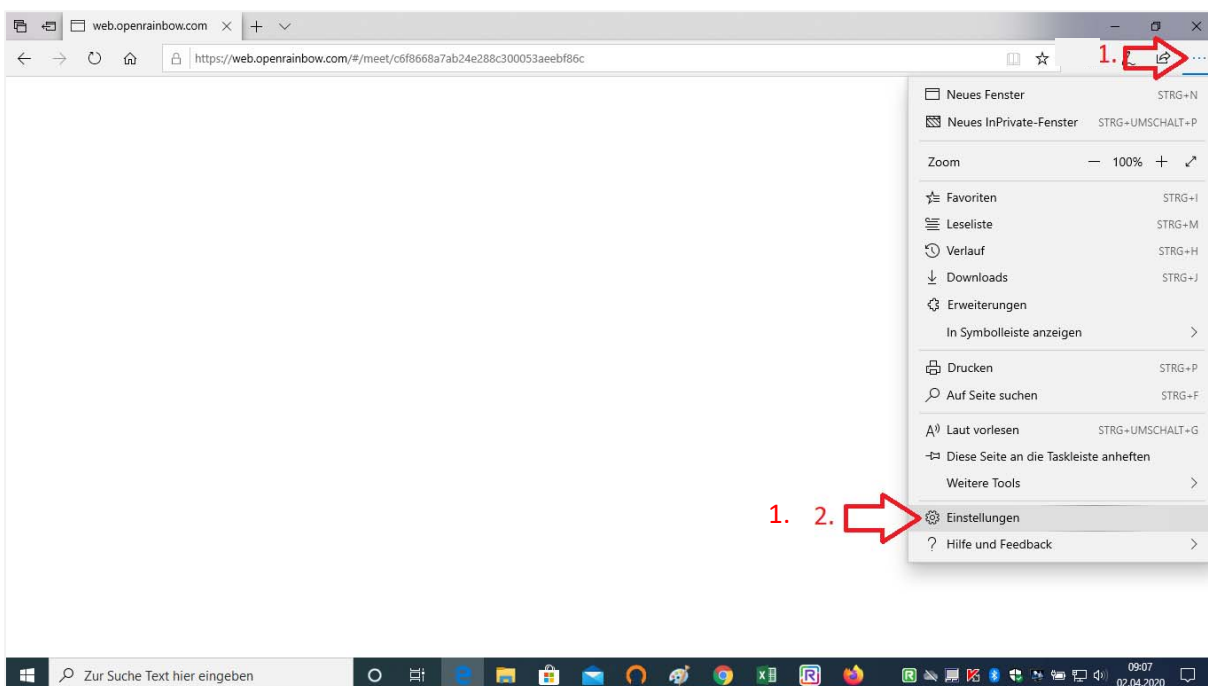 web.openrainbow.com
https://web.openrainbow.com/#/meet/c6f8668a7ab24e288c300053aeebf86c
1.
Neues Fenster STRG+N
Neues InPrivate-Fenster STRG+UMSCHALT+P
Zoom — 100% +
Favoriten STRG+I
Leseliste STRG+M
Verlauf STRG+H
Downloads STRG+J
Erweiterungen
In Symbolleiste anzeigen
Drucken STRG+P
Auf Seite suchen STRG+F
Laut vorlesen STRG+UMSCHALT+G
Diese Seite an die Taskleiste anheften
Weitere Tools
1. 2. Einstellungen
Hilfe und Feedback
Zur Suche Text hier eingeben
09:07
02.04.2020